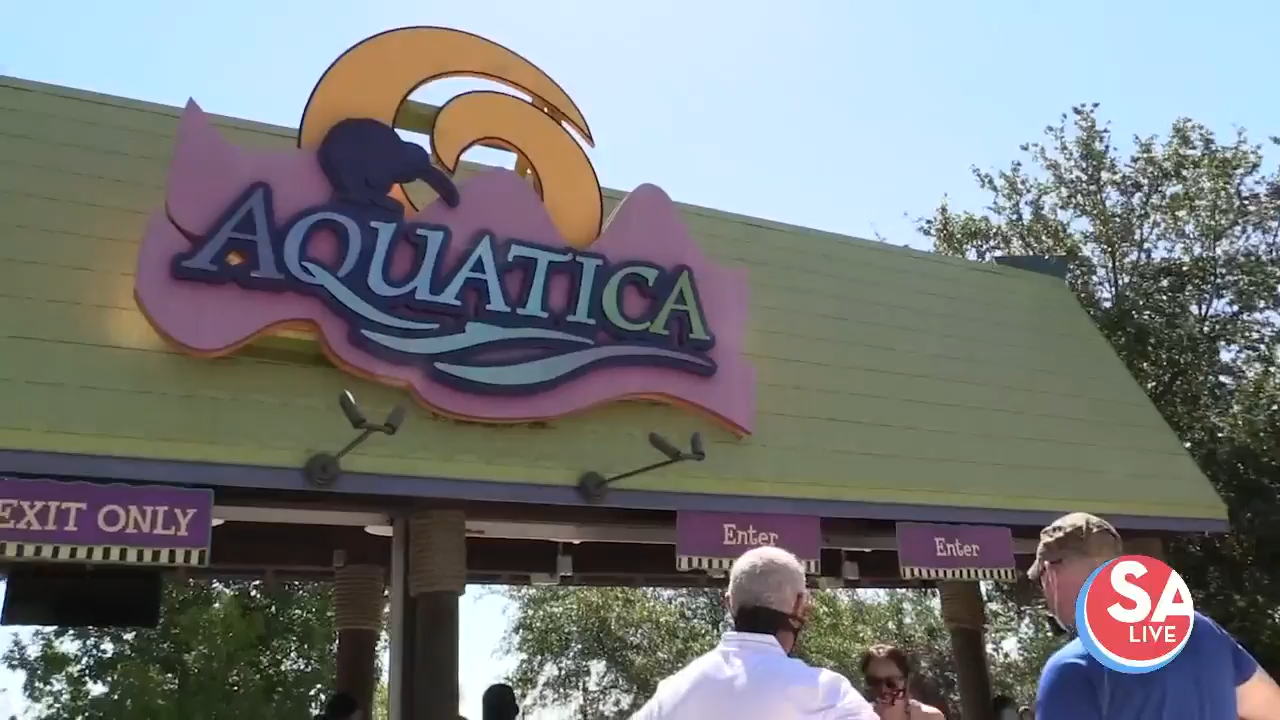 AQUATICA
EXIT ONLY
Enter
Enter
SA
LIVE